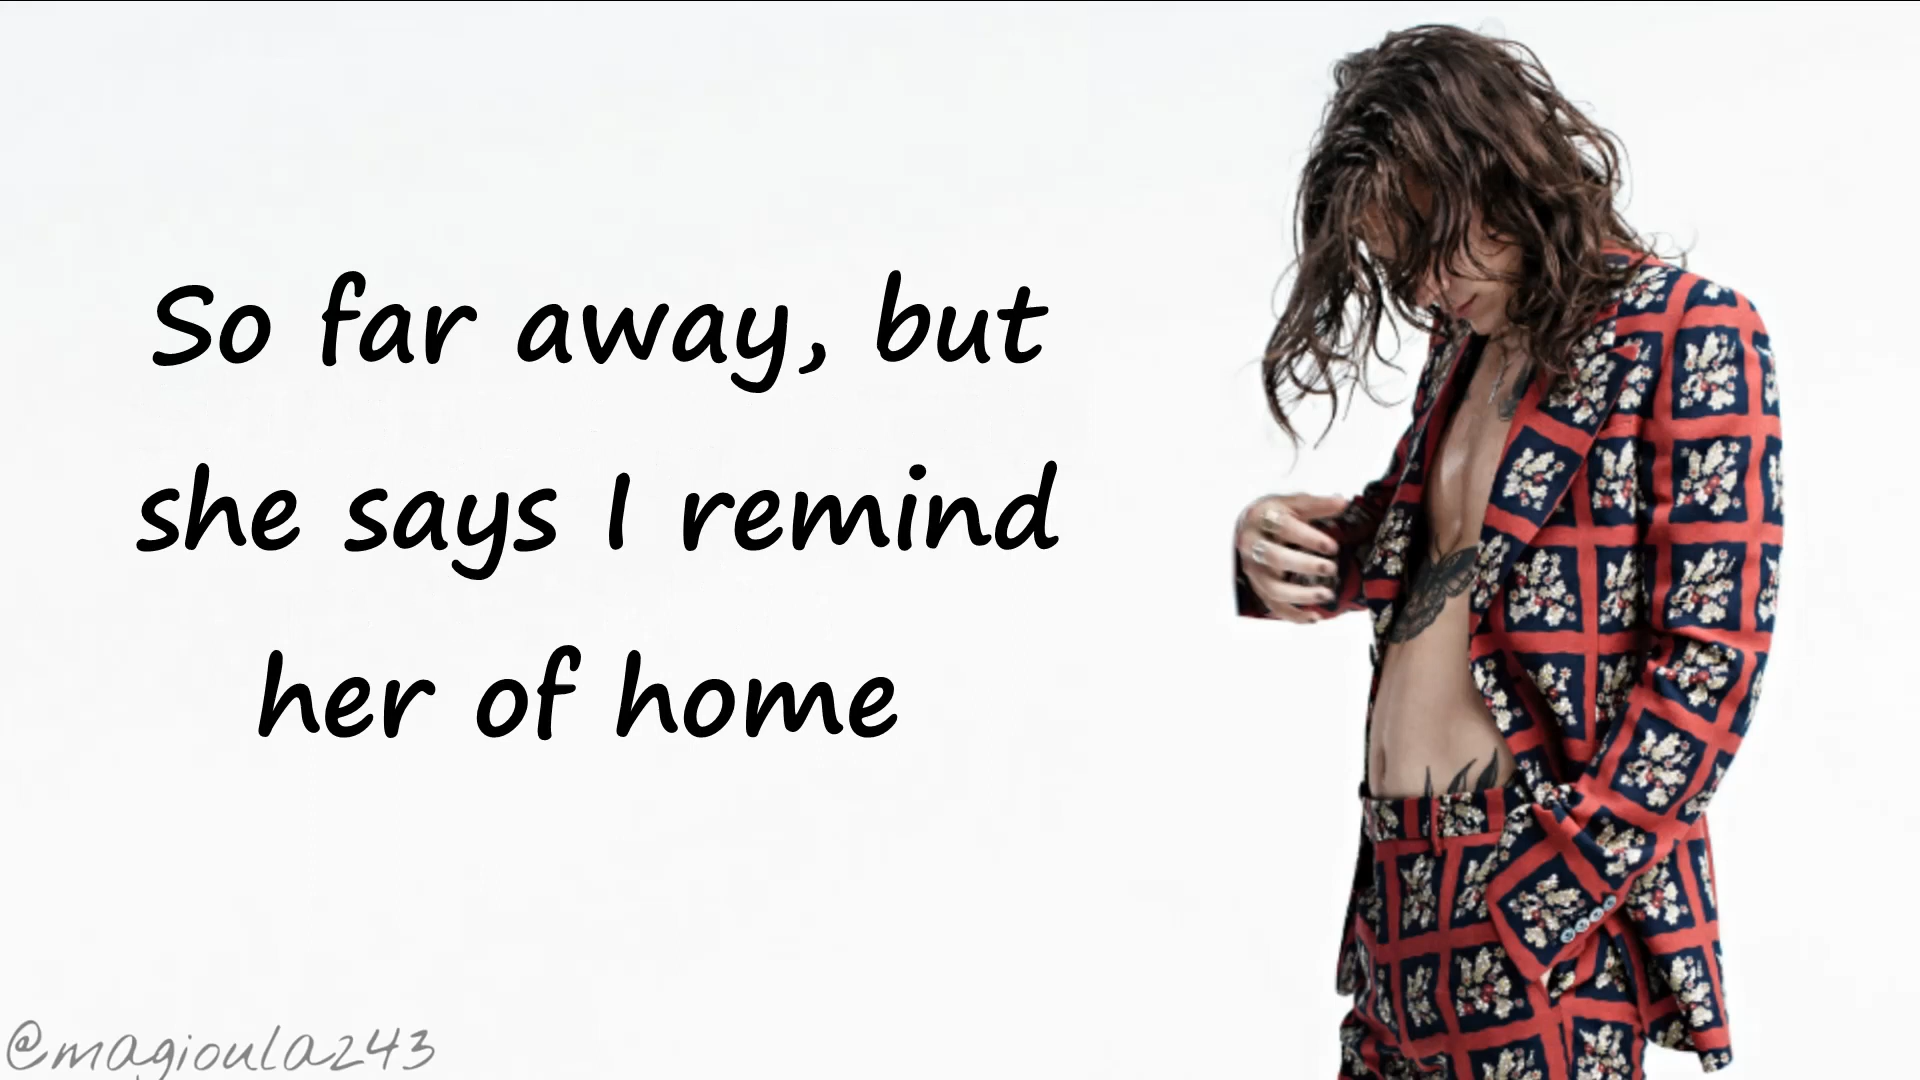 So far away, but
she says I remind
her of home
@magioula243